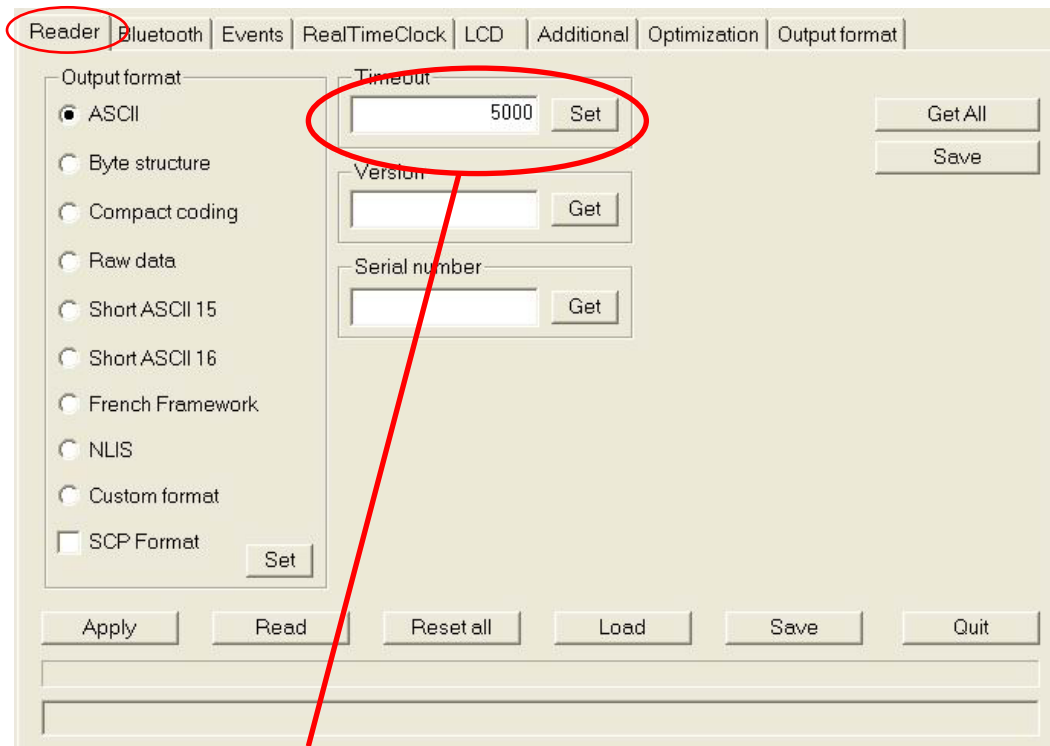 Reader Bluetooth Events RealTimeClock LCD Additional Optimization Output format
Output format
ASCII
Byte structure
Compact coding
Raw data
Short ASCII 15
Short ASCII 16
French Framework
NLIS
Custom format
SCP Format
Set
Timeout
5000 Set
Version
Get
Serial number
Get
Get All
Save
Apply Read Reset all Load Save Quit